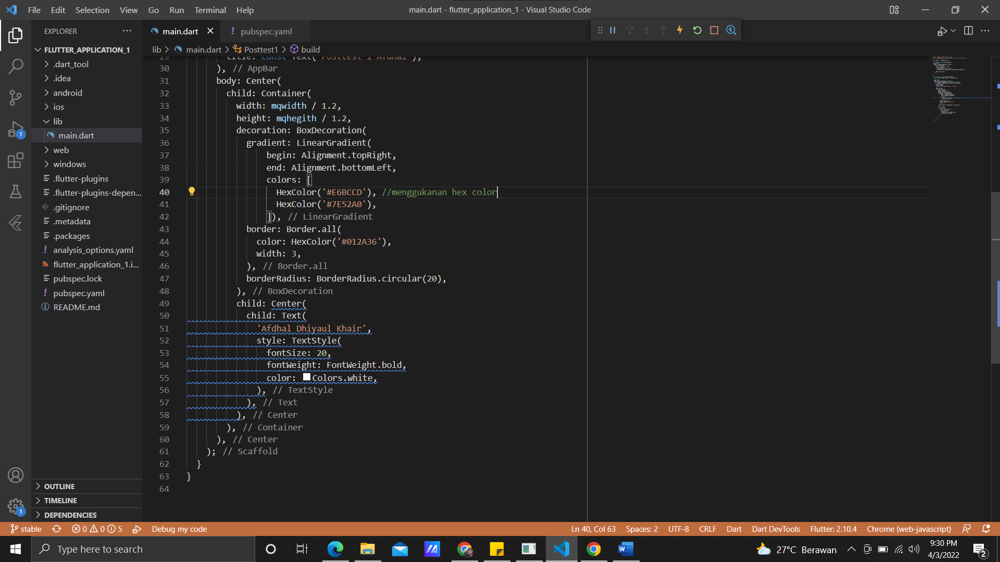 File Edit Selection View Go Run Terminal Help
main.dart - flutter_application_1 - Visual Studio Code
EXPLORER
main.dart
! pubspec.yaml
FLUTTER_APPLICATION_1
lib > main.dart > Posttest1 > build
.dart_tool
.idea
android
ios
lib
main.dart
web
windows
.flutter-plugins
.flutter-plugins-depen...
.gitignore
.metadata
.packages
! analysis_options.yaml
flutter_application_1.i...
pubspec.lock
! pubspec.yaml
README.md
OUTLINE
TIMELINE
DEPENDENCIES
29 title: const Text('Posttest 1 Afdhal'),
30 ), // AppBar
31 body: Center(
32 child: Container(
33 width: mqwidth / 1.2,
34 height: mqhegith / 1.2,
35 decoration: BoxDecoration(
36 gradient: LinearGradient(
37 begin: Alignment.topRight,
38 end: Alignment.bottomLeft,
39 colors: [
40 HexColor('#E6BCCD'), //menggukanan hex color
41 HexColor('#7E52A0'),
42 ]), // LinearGradient
43 border: Border.all(
44 color: HexColor('#012A36'),
45 width: 3,
46 ), // Border.all
47 borderRadius: BorderRadius.circular(20),
48 ), // BoxDecoration
49 child: Center(
50 child: Text(
51 'Afdhal Dhiyaul Khair',
52 style: TextStyle(
53 fontSize: 20,
54 fontWeight: FontWeight.bold,
55 color: Colors.white,
56 ), // TextStyle
57 ), // Text
58 ), // Center
59 ), // Container
60 ), // Center
61 ); // Scaffold
62 }
63 }
64
1
1
stable 0 0 5 Debug my code
Ln 40, Col 63 Spaces: 2 UTF-8 CRLF Dart Dart DevTools Flutter: 2.10.4 Chrome (web-javascript)
Type here to search
27°C Berawan
9:30 PM
4/3/2022
2